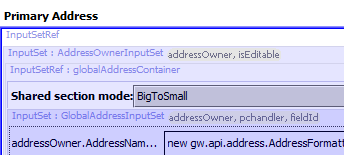 Primary Address
InputSetRef
InputSet : AddressOwnerInputSet addressOwner, isEditable
InputSetRef : globalAddressContainer
Shared section mode: BigToSmall
InputSet : GlobalAddressInputSet addressOwner, pchandler, fieldId
addressOwner.AddressNam... new gw.api.address.AddressFormatt